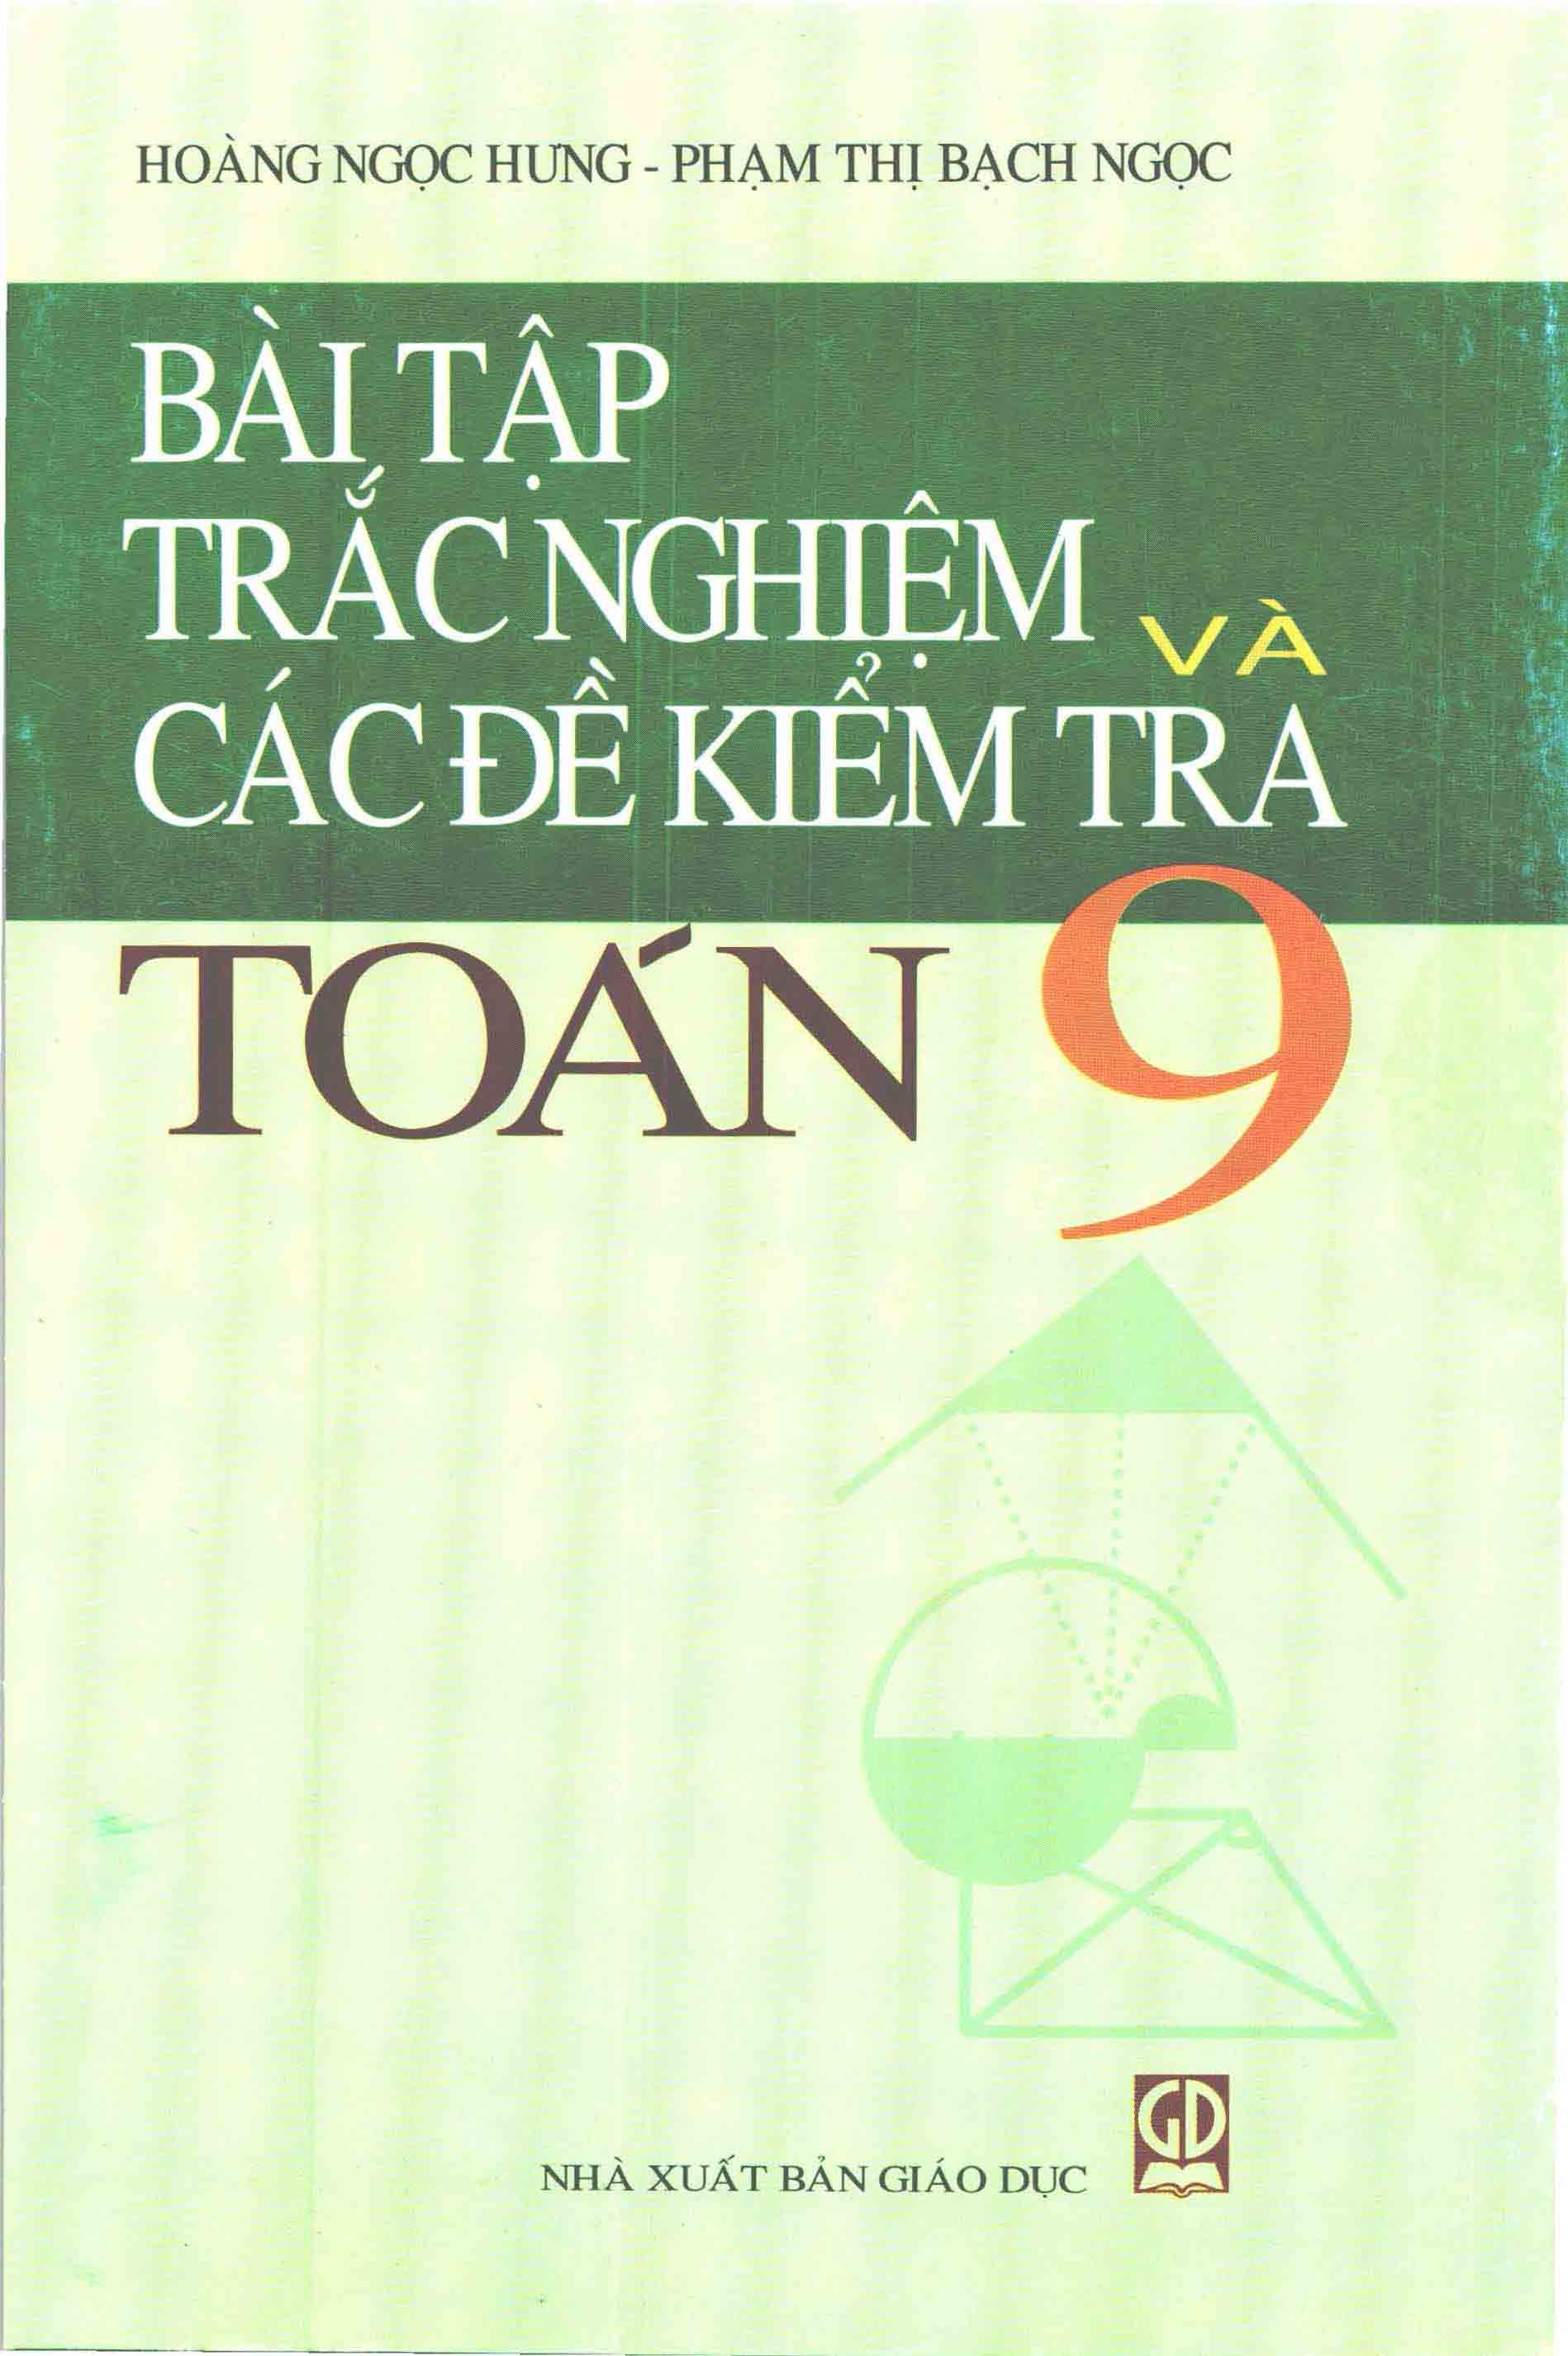 HOÀNG NGỌC HƯNG - PHẠM THỊ BẠCH NGỌC
BÀI TẬP
TRẮC NGHIỆM VÀ
CÁC ĐỀ KIỂM TRA
TOÁN 9
NHÀ XUẤT BẢN GIÁO DỤC
GD